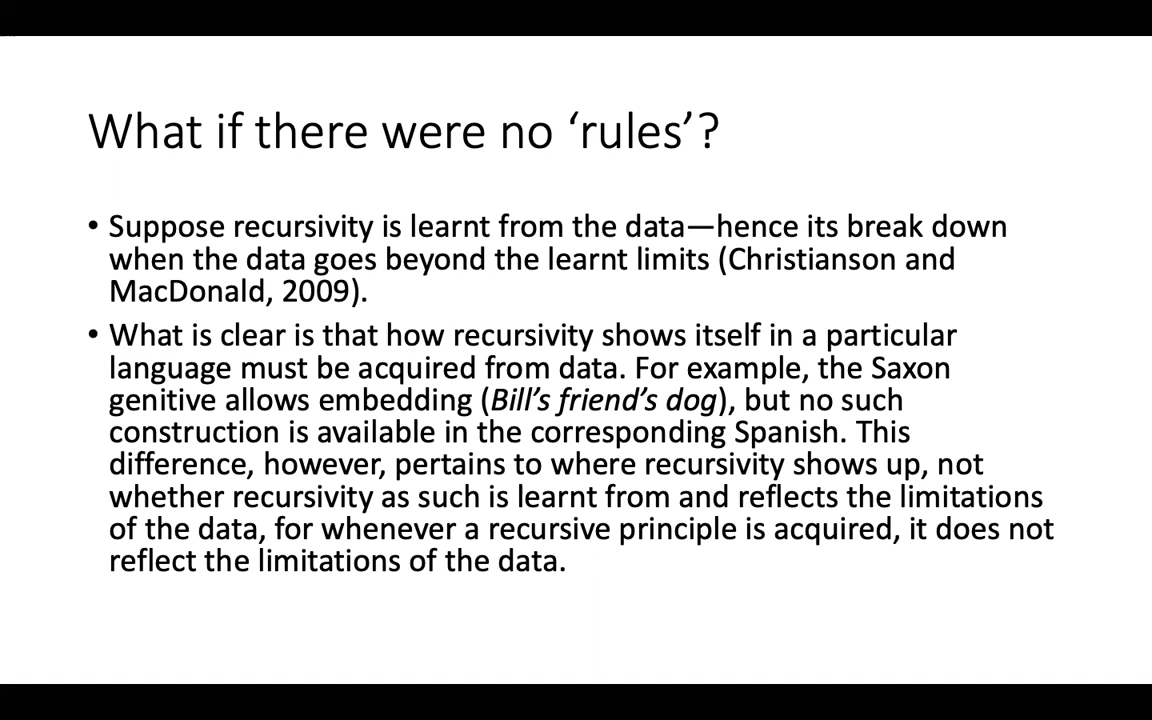 What if there were no ‘rules’?
• Suppose recursivity is learnt from the data—hence its break down
when the data goes beyond the learnt limits (Christianson and
MacDonald, 2009).
• What is clear is that how recursivity shows itself in a particular
language must be acquired from data. For example, the Saxon
genitive allows embedding (Bill’s friend’s dog), but no such
construction is available in the corresponding Spanish. This
difference, however, pertains to where recursivity shows up, not
whether recursivity as such is learnt from and reflects the limitations
of the data, for whenever a recursive principle is acquired, it does not
reflect the limitations of the data.